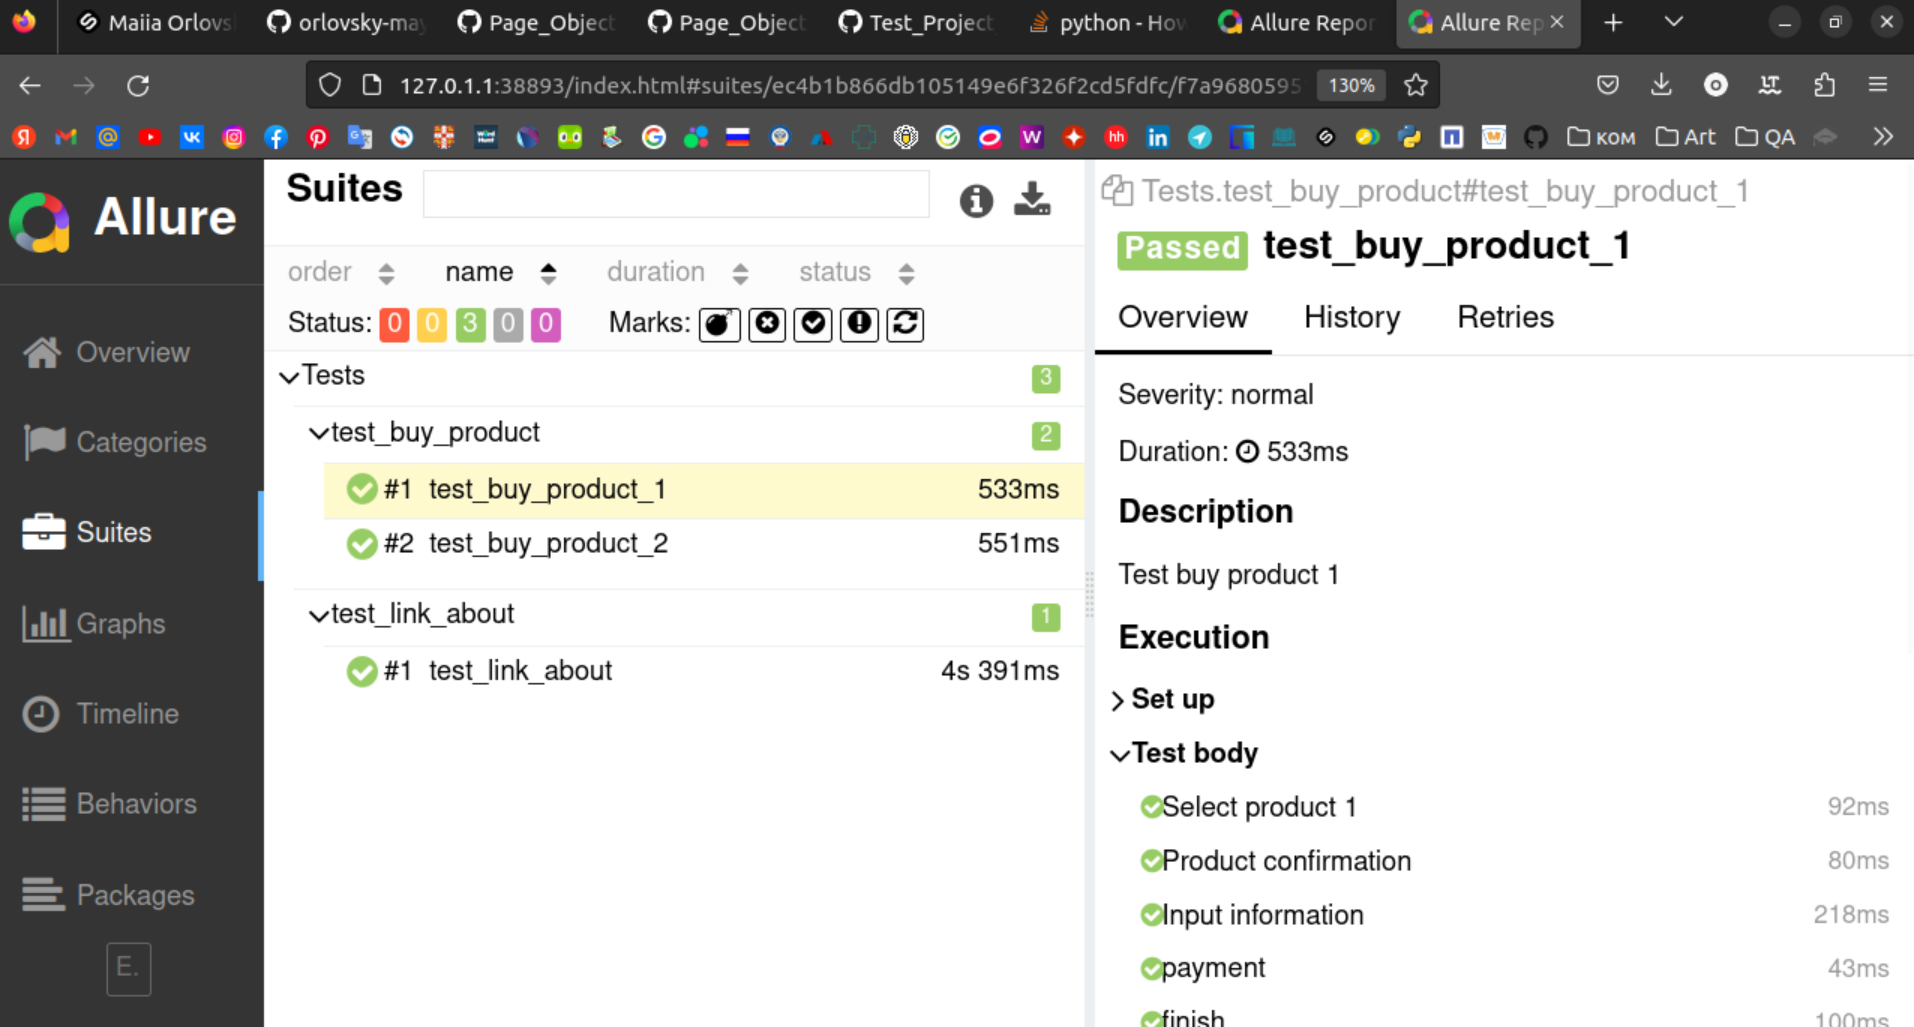 Maiia Orlovs
orlovsky-may
Page_Object
Page_Object
Test_Project
python - How
Allure Repor
Allure Rep
127.0.1.1:38893/index.html#suites/ec4b1b866db105149e6f326f2cd5fdfc/f7a9680595
130%
ком
Art
QA
Allure
Overview
Categories
Suites
Graphs
Timeline
Behaviors
Packages
E.
Suites
order name duration status
Status: 0 0 3 0 0 Marks:
Tests 3
test_buy_product 2
#1 test_buy_product_1 533ms
#2 test_buy_product_2 551ms
test_link_about 1
#1 test_link_about 4s 391ms
Tests.test_buy_product#test_buy_product_1
Passed test_buy_product_1
Overview History Retries
Severity: normal
Duration: 533ms
Description
Test buy product 1
Execution
Set up
Test body
Select product 1 92ms
Product confirmation 80ms
Input information 218ms
payment 43ms
finish 100ms